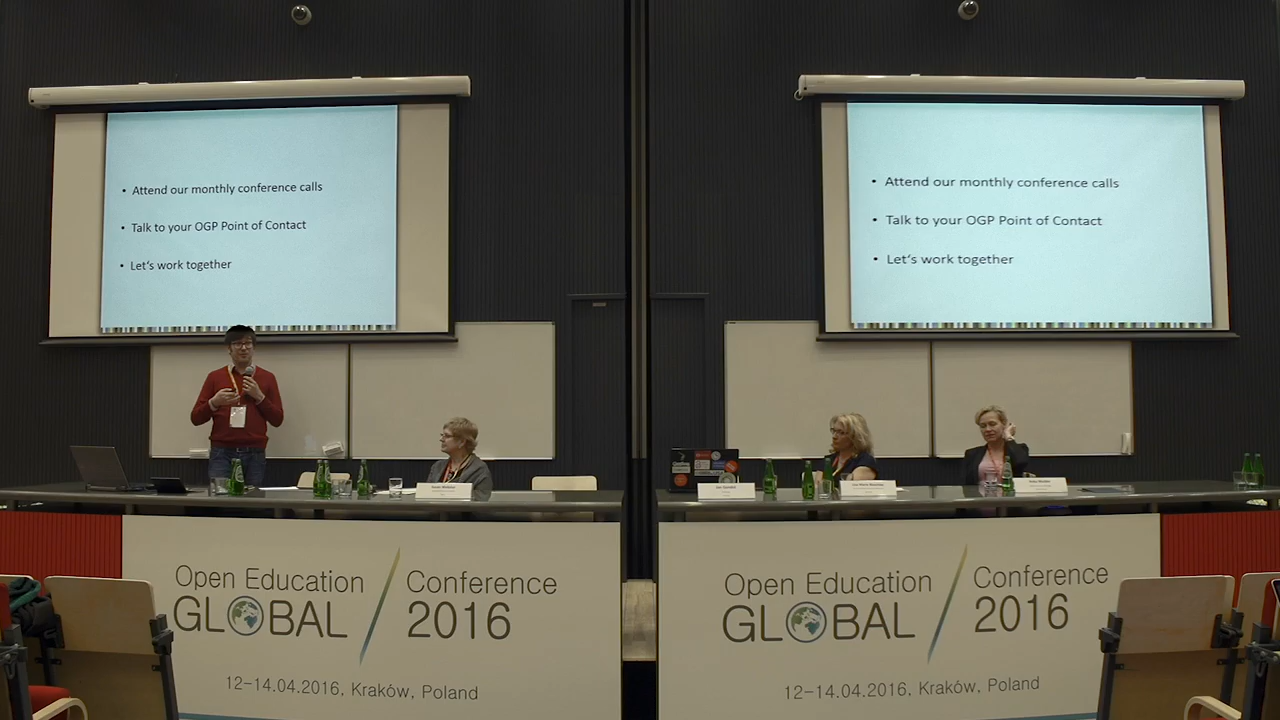 • Attend our monthly conference calls
• Talk to your OGP Point of Contact
• Let's work together
• Attend our monthly conference calls
• Talk to your OGP Point of Contact
• Let's work together
Open Education
GLOBAL
Conference
2016
12-14.04.2016, Kraków, Poland
Open Education
GLOBAL
Conference
2016
12-14.04.2016, Kraków, Poland